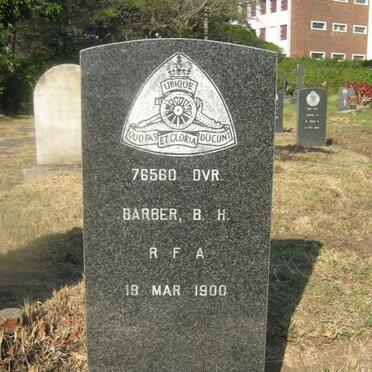 UBIQUE
QUO FAS ET GLORIA DUCUNT
76560 DVR.
BARBER, B. H.
R F A
19 MAR 1900